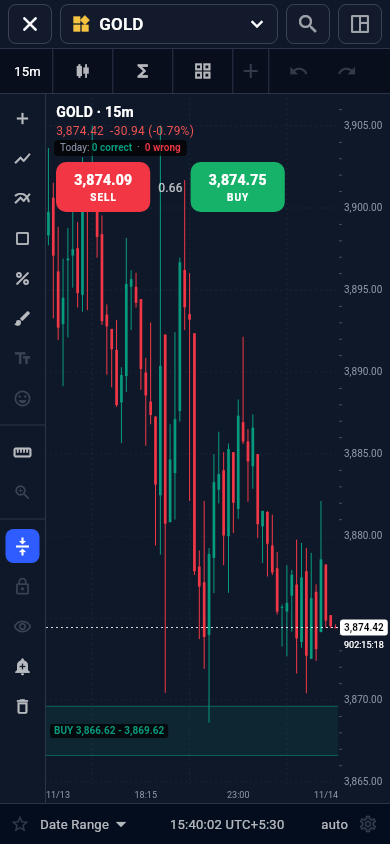 GOLD
15m
Σ
GOLD · 15m
3,874.42 -30.94 (-0.79%)
Today: 0 correct · 0 wrong
3,874.09
SELL
0.66
3,874.75
BUY
3,905.00
3,900.00
3,895.00
3,890.00
3,885.00
3,880.00
Tт
3,874.42
902:15:18
3,870.00
BUY 3,866.62 - 3,869.62
3,865.00
11/13 18:15 23:00 11/14
Date Range 15:40:02 UTC+5:30 auto